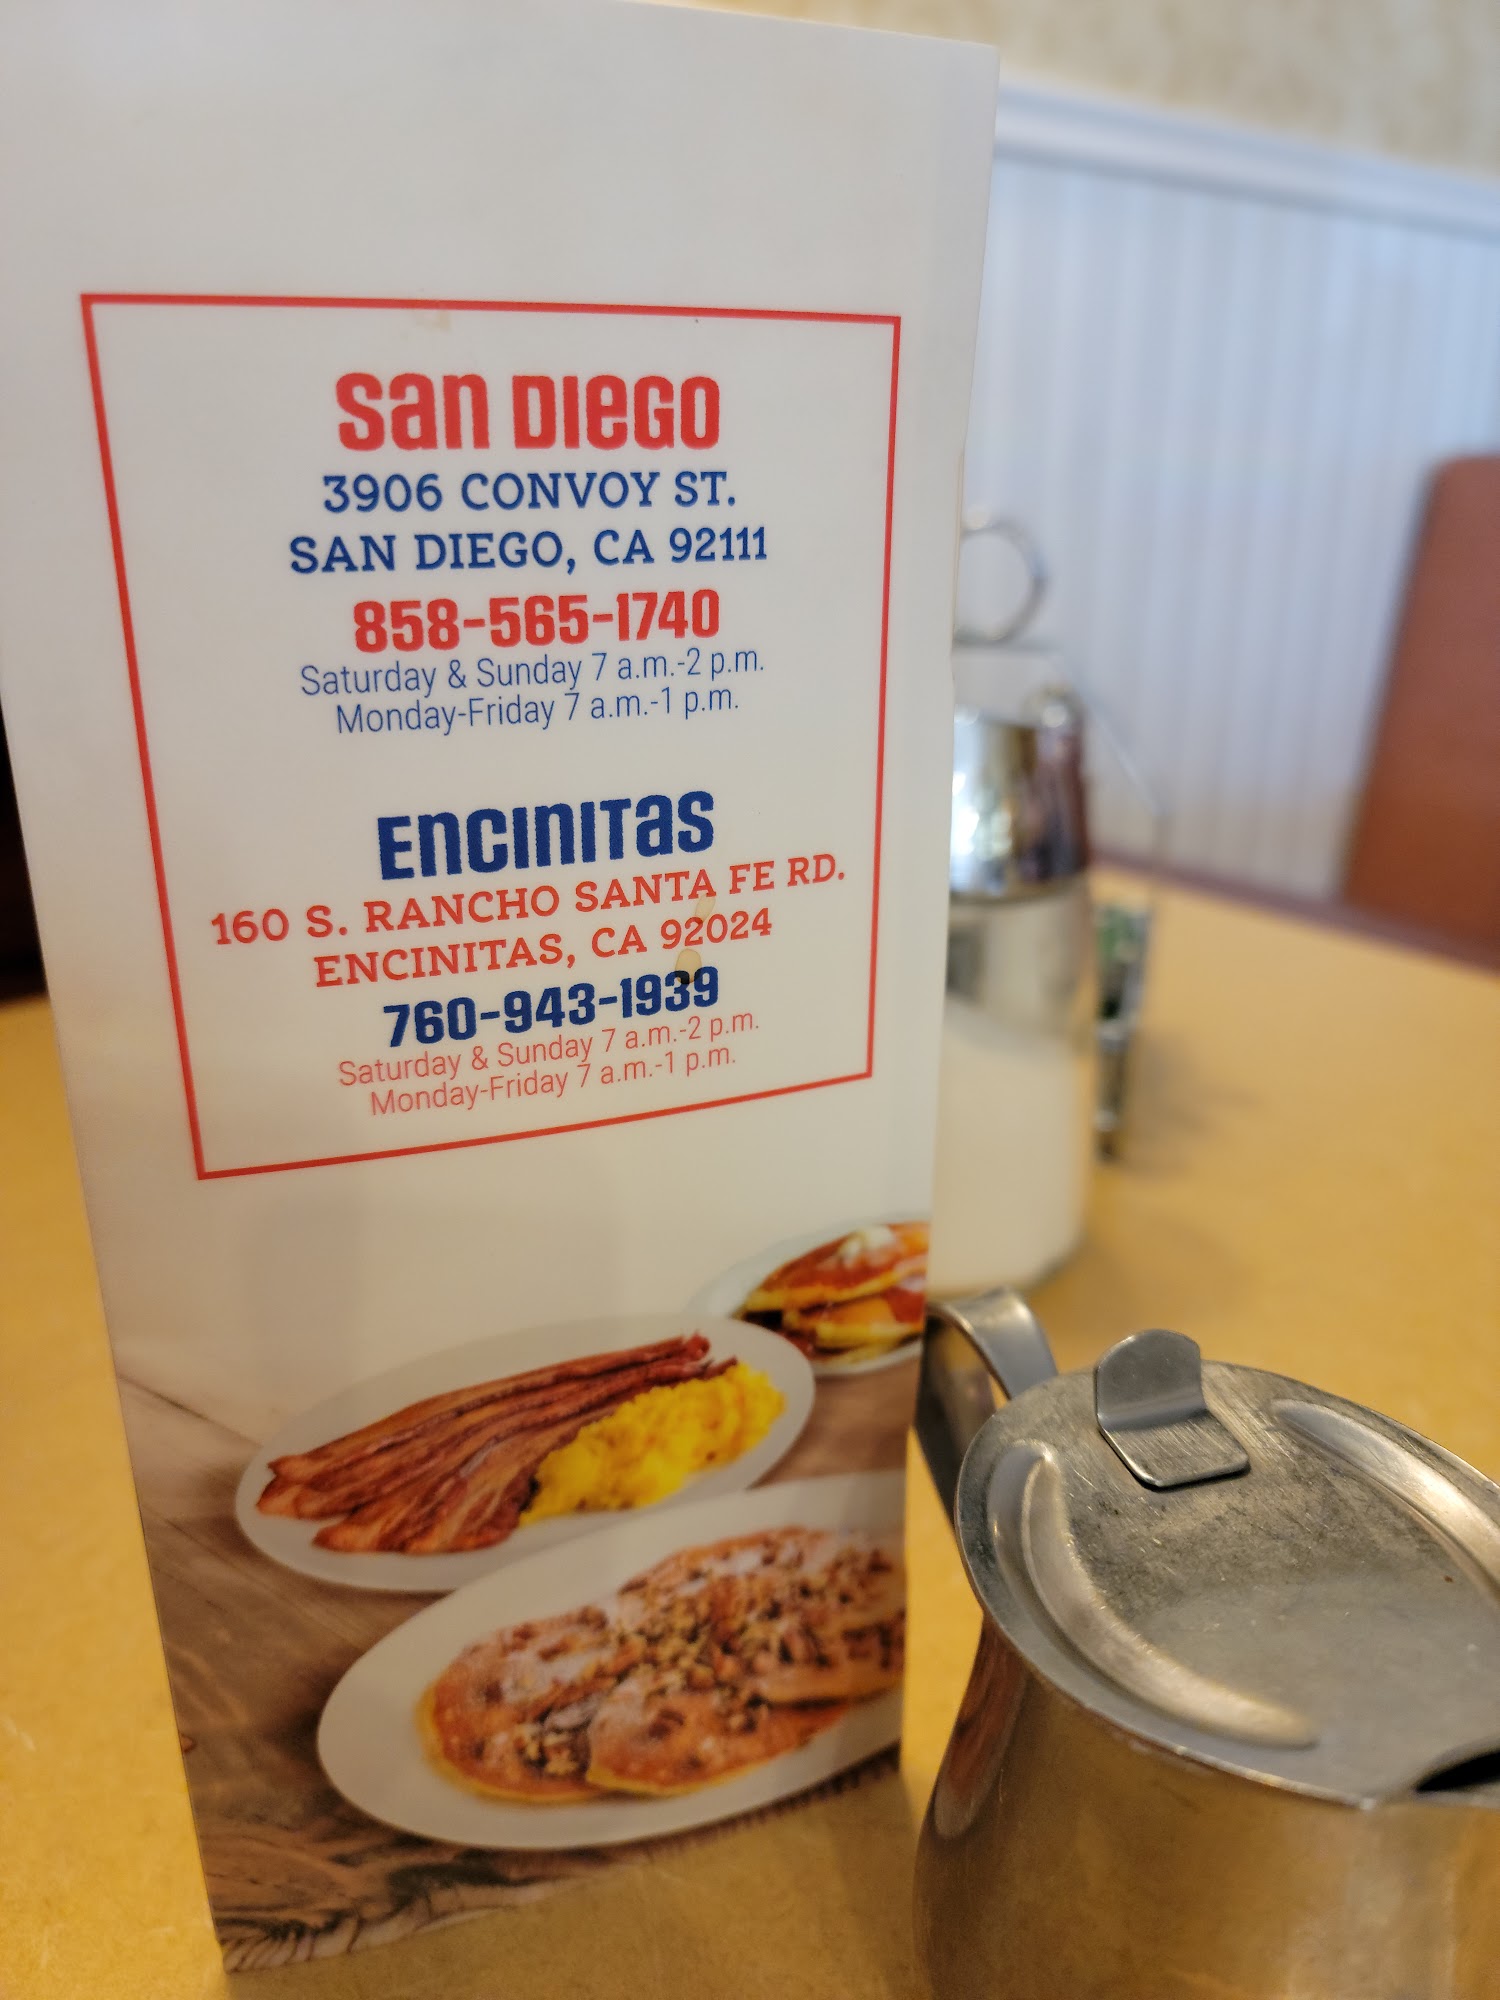 San Diego
3906 CONVOY ST.
SAN DIEGO, CA 92111
858-565-1740
Saturday & Sunday 7 a.m.-2 p.m.
Monday-Friday 7 a.m.-1 p.m.
Encinitas
160 S. RANCHO SANTA FE RD.
ENCINITAS, CA 92024
760-943-1939
Saturday & Sunday 7 a.m.-2 p.m.
Monday-Friday 7 a.m.-1 p.m.